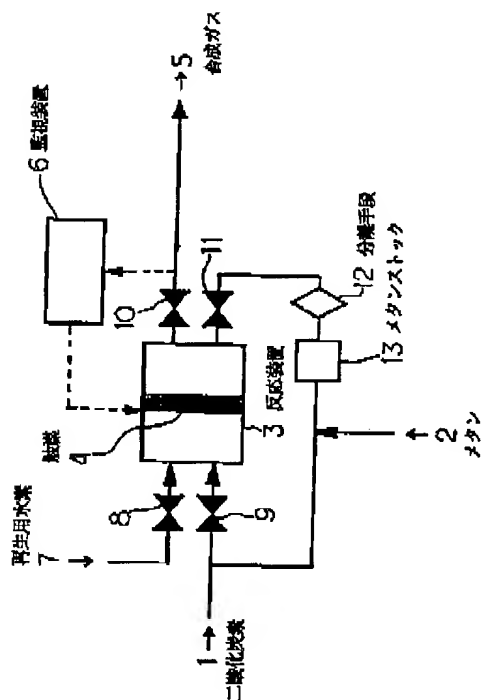 6 監視装置
→5
合成ガス
10
11
触媒
4
3
反応装置
再生用水素
7
8
9
12 分離手段
13 メタンストック
1
二酸化炭素
2
メタン